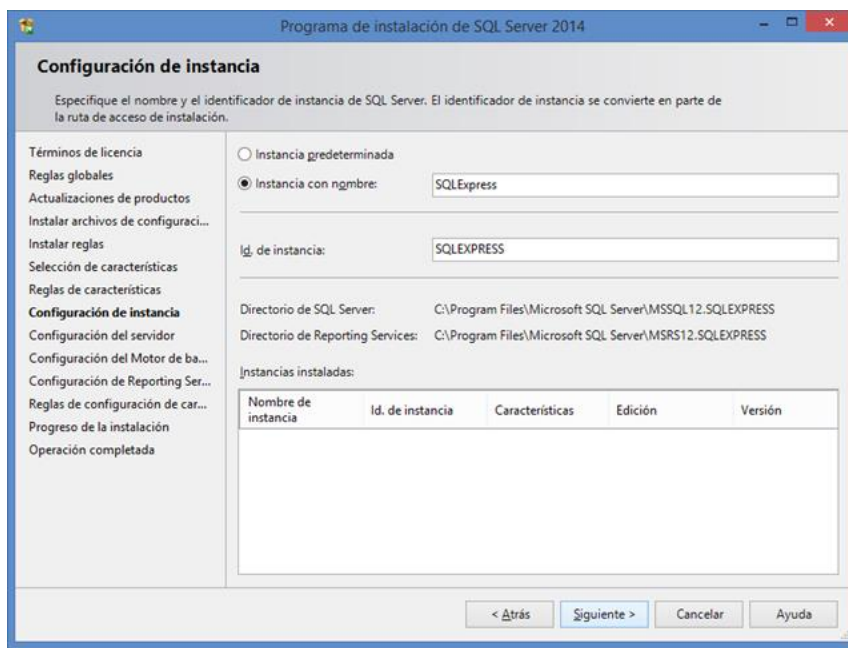 Programa de instalación de SQL Server 2014
Configuración de instancia
Especifique el nombre y el identificador de instancia de SQL Server. El identificador de instancia se convierte en parte de
la ruta de acceso de instalación.
Términos de licencia
Reglas globales
Actualizaciones de productos
Instalar archivos de configuraci...
Instalar reglas
Selección de características
Reglas de características
Configuración de instancia
Configuración del servidor
Configuración del Motor de ba...
Configuración de Reporting Ser...
Reglas de configuración de car...
Progreso de la instalación
Operación completada
Instancia predeterminada
Instancia con nombre: SQLExpress
Id. de instancia: SQLEXPRESS
Directorio de SQL Server: C:\Program Files\Microsoft SQL Server\MSSQL12.SQLEXPRESS
Directorio de Reporting Services: C:\Program Files\Microsoft SQL Server\MSRS12.SQLEXPRESS
Instancias instaladas:
Nombre de instancia Id. de instancia Características Edición Versión
< Atrás Siguiente > Cancelar Ayuda